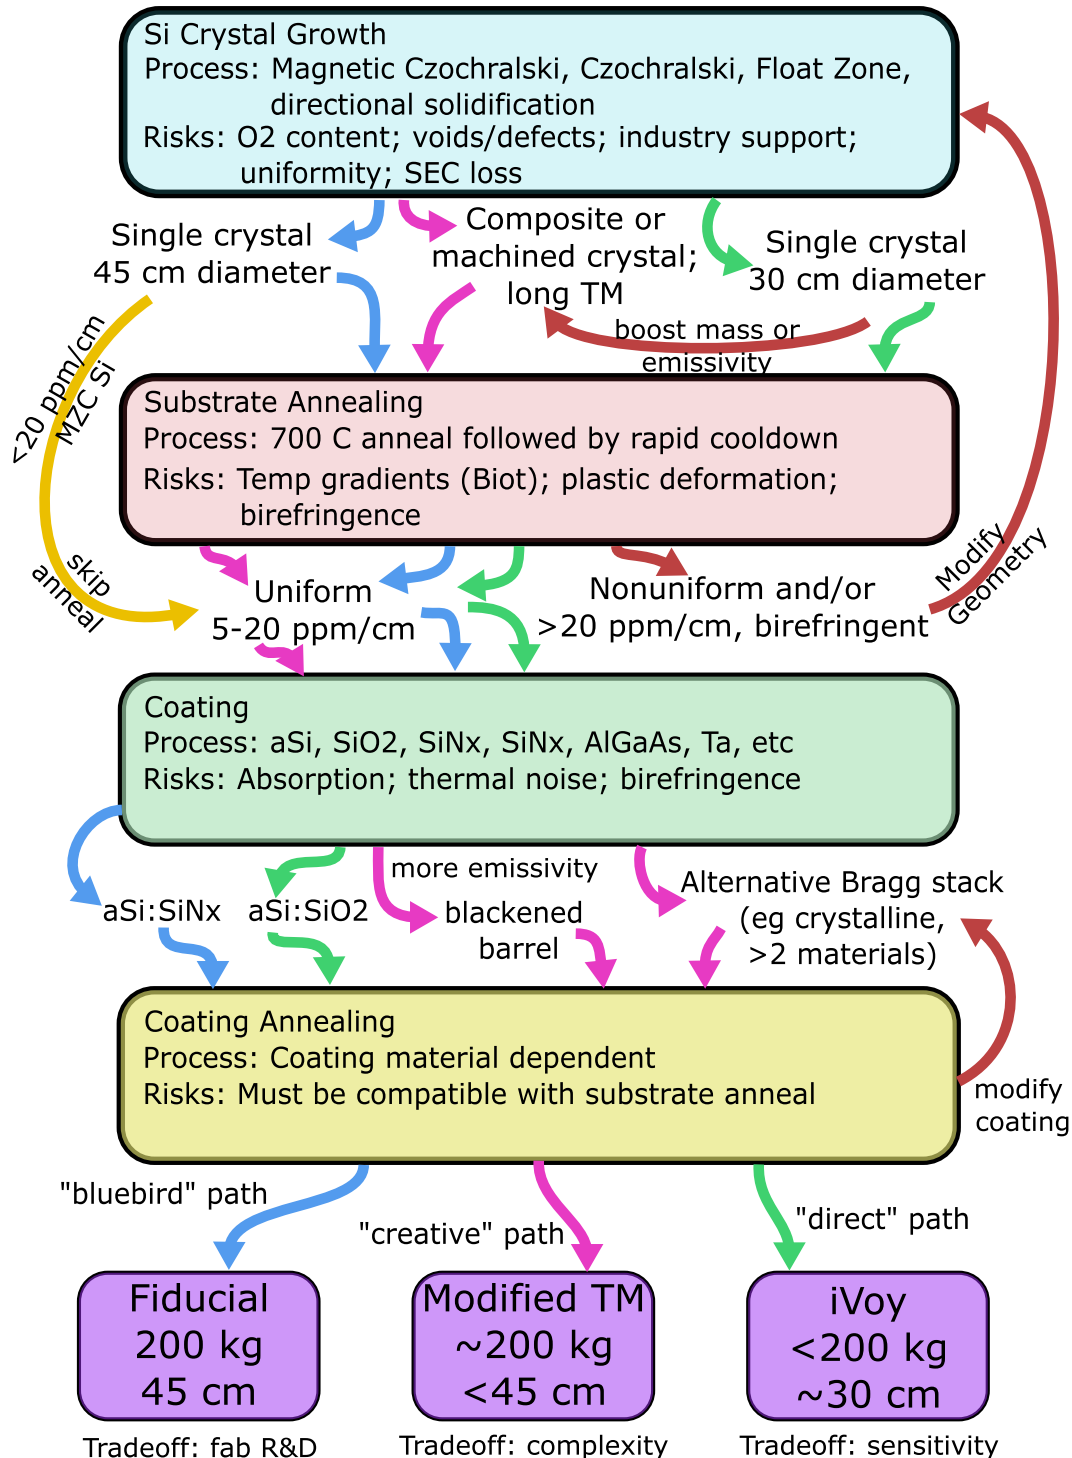 Si Crystal Growth
Process: Magnetic Czochralski, Czochralski, Float Zone,
directional solidification
Risks: O2 content; voids/defects; industry support;
uniformity; SEC loss
Single crystal
45 cm diameter
Composite or
machined crystal;
long TM
Single crystal
30 cm diameter
boost mass or
emissivity
<20 ppm/cm
MZC Si
Substrate Annealing
Process: 700 C anneal followed by rapid cooldown
Risks: Temp gradients (Biot); plastic deformation;
birefringence
skip
anneal
Uniform
5-20 ppm/cm
Nonuniform and/or
>20 ppm/cm, birefringent
Modify
Geometry
Coating
Process: aSi, SiO2, SiNx, SiNx, AlGaAs, Ta, etc
Risks: Absorption; thermal noise; birefringence
more emissivity
aSi:SiNx
aSi:SiO2
blackened
barrel
Alternative Bragg stack
(eg crystalline,
>2 materials)
Coating Annealing
Process: Coating material dependent
Risks: Must be compatible with substrate anneal
modify
coating
"bluebird" path
"creative" path
"direct" path
Fiducial
200 kg
45 cm
Modified TM
~200 kg
<45 cm
iVoy
<200 kg
~30 cm
Tradeoff: fab R&D
Tradeoff: complexity
Tradeoff: sensitivity